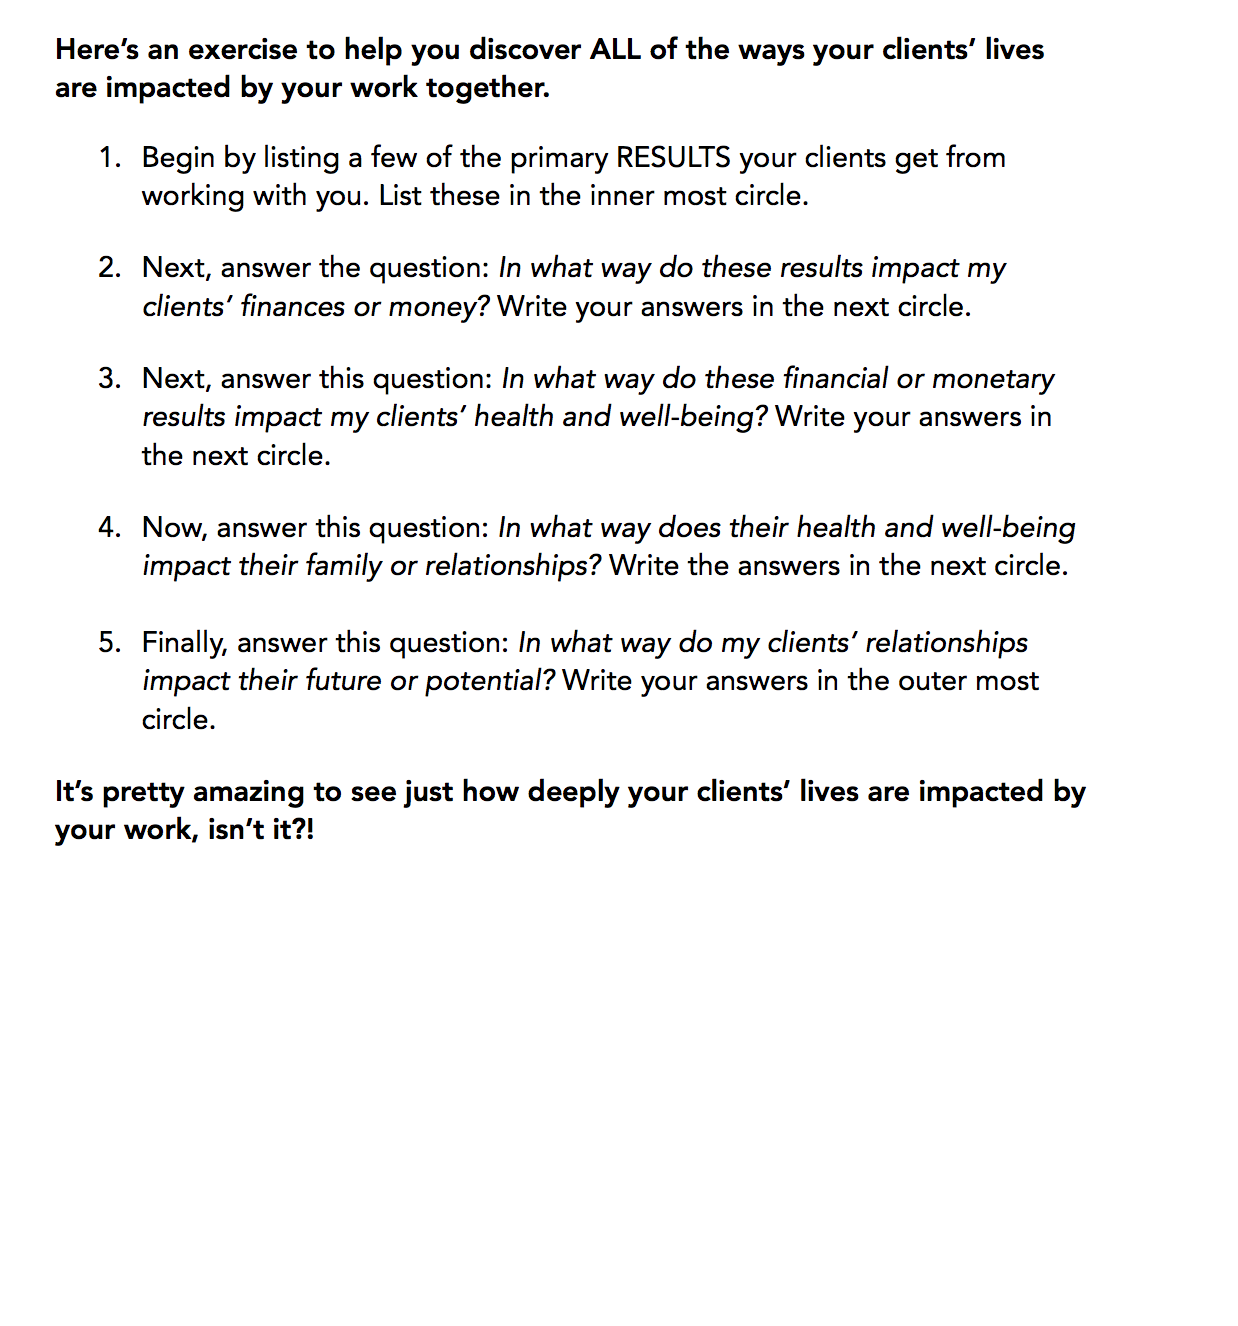 Here’s an exercise to help you discover ALL of the ways your clients’ lives
are impacted by your work together.
1. Begin by listing a few of the primary RESULTS your clients get from
working with you. List these in the inner most circle.
2. Next, answer the question: In what way do these results impact my
clients’ finances or money? Write your answers in the next circle.
3. Next, answer this question: In what way do these financial or monetary
results impact my clients’ health and well-being? Write your answers in
the next circle.
4. Now, answer this question: In what way does their health and well-being
impact their family or relationships? Write the answers in the next circle.
5. Finally, answer this question: In what way do my clients’ relationships
impact their future or potential? Write your answers in the outer most
circle.
It’s pretty amazing to see just how deeply your clients’ lives are impacted by
your work, isn’t it?!